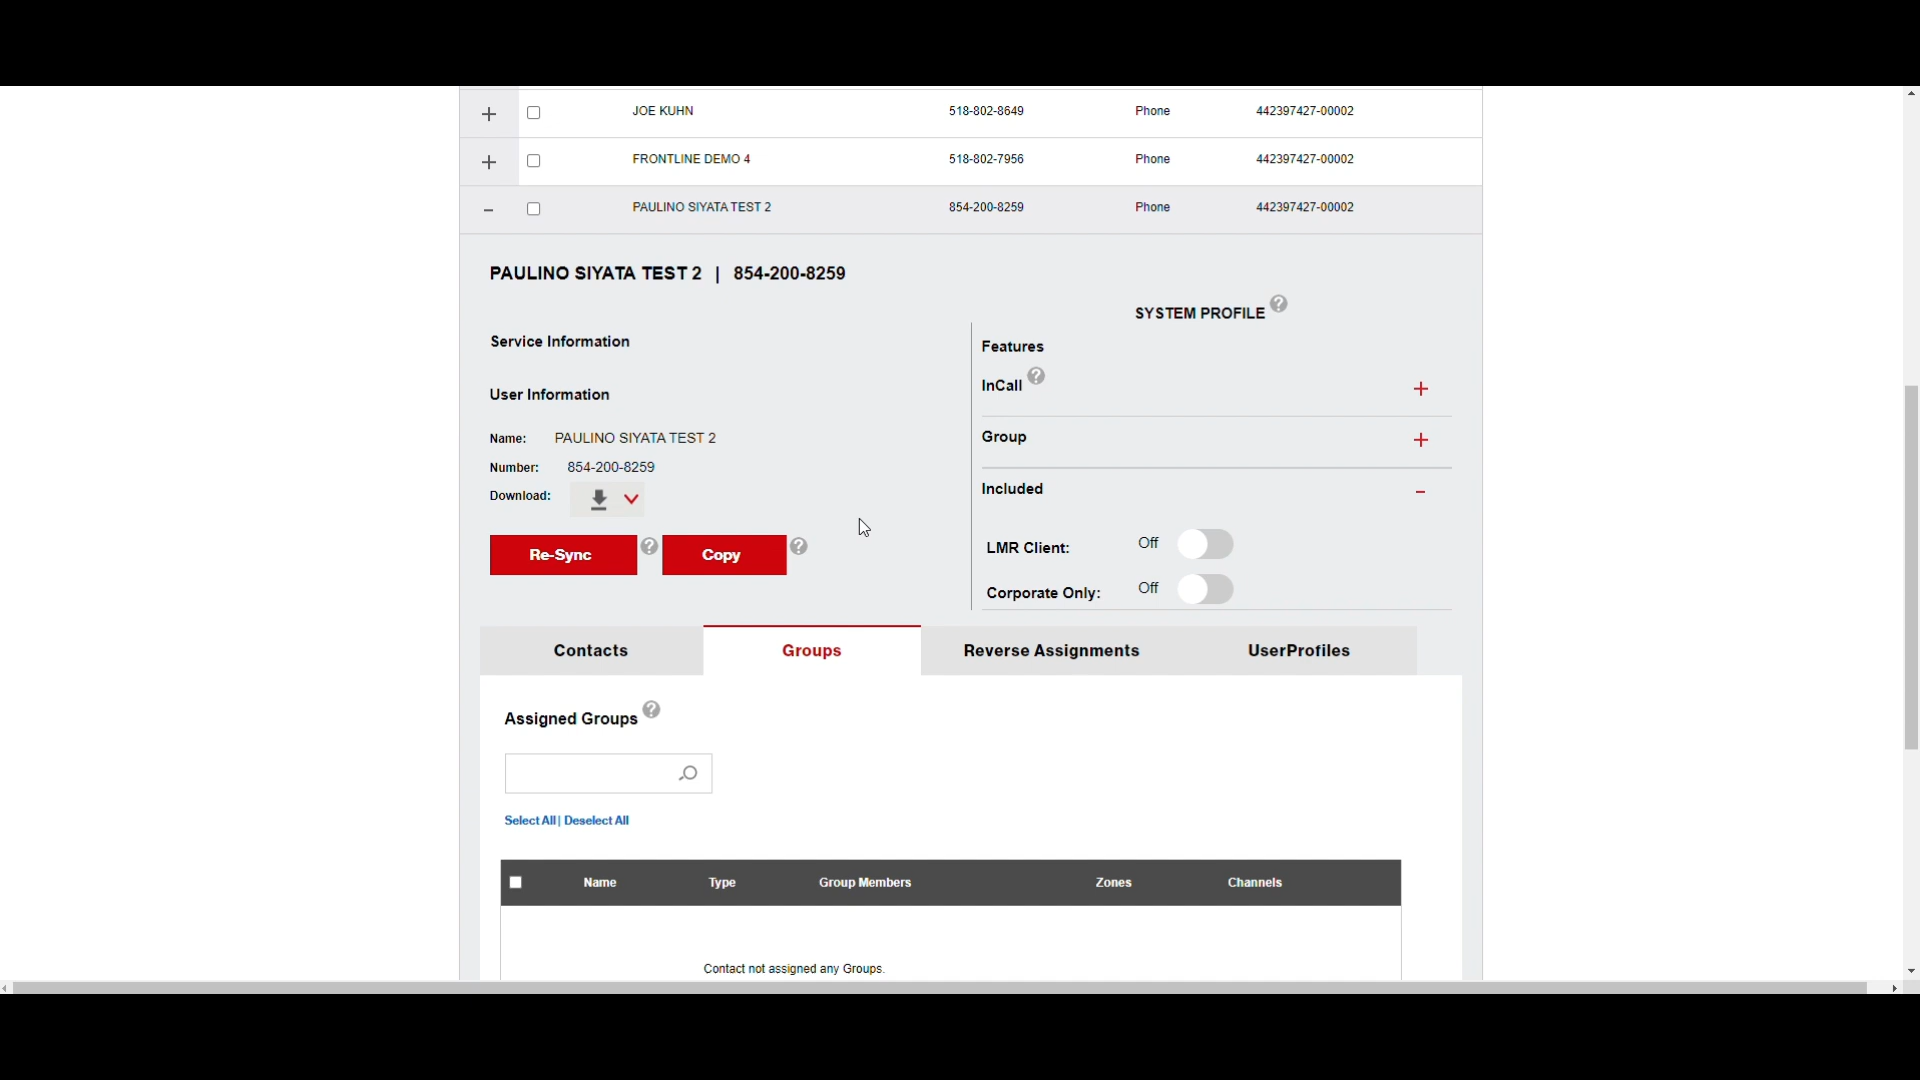 JOE KUHN 518-802-8649 Phone 442397427-00002
FRONTLINE DEMO 4 518-802-7956 Phone 442397427-00002
PAULINO SIYATA TEST 2 854-200-8259 Phone 442397427-00002
PAULINO SIYATA TEST 2 | 854-200-8259
SYSTEM PROFILE ?
Service Information
User Information
Name: PAULINO SIYATA TEST 2
Number: 854-200-8259
Download:
Re-Sync ? Copy ?
Features
InCall ?
Group
Included
LMR Client: Off
Corporate Only: Off
Contacts Groups Reverse Assignments UserProfiles
Assigned Groups ?
Select All | Deselect All
Name Type Group Members Zones Channels
Contact not assigned any Groups.